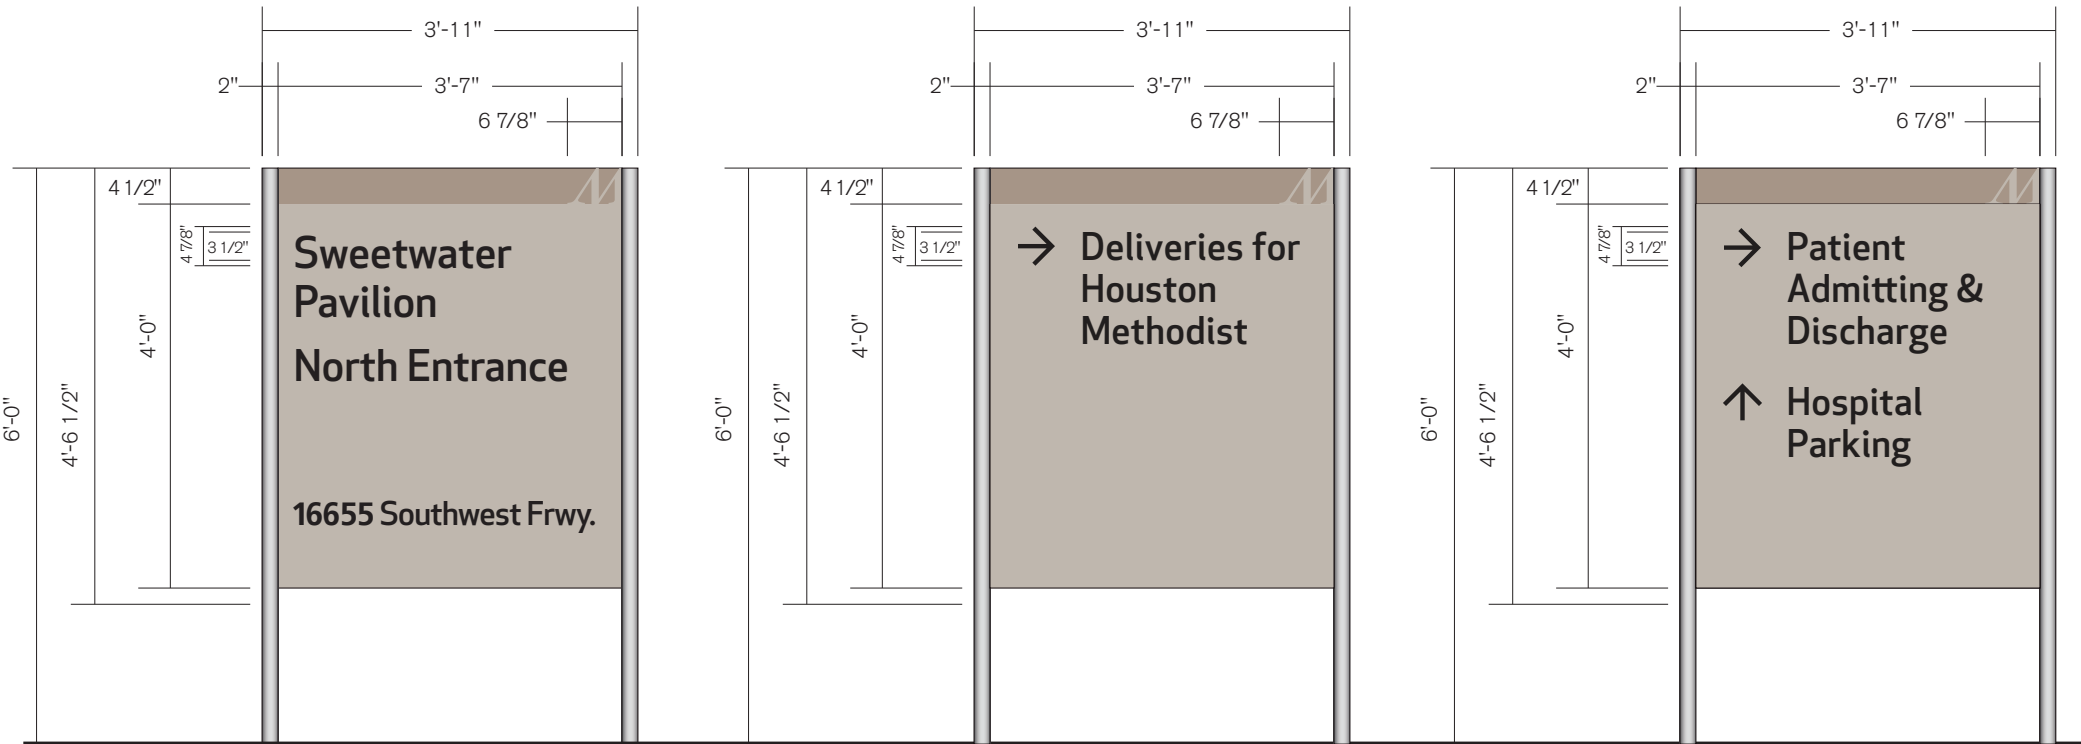 3'-11"
2"
3'-7"
6 7/8"
4 1/2"
4 7/8"
3 1/2"
4'-0"
4'-6 1/2"
6'-0"
M
Sweetwater
Pavilion
North Entrance
16655 Southwest Frwy.
3'-11"
2"
3'-7"
6 7/8"
4 1/2"
4 7/8"
3 1/2"
4'-0"
4'-6 1/2"
6'-0"
M
→ Deliveries for
Houston
Methodist
3'-11"
2"
3'-7"
6 7/8"
4 1/2"
4 7/8"
3 1/2"
4'-0"
4'-6 1/2"
6'-0"
M
→ Patient
Admitting &
Discharge
↑ Hospital
Parking